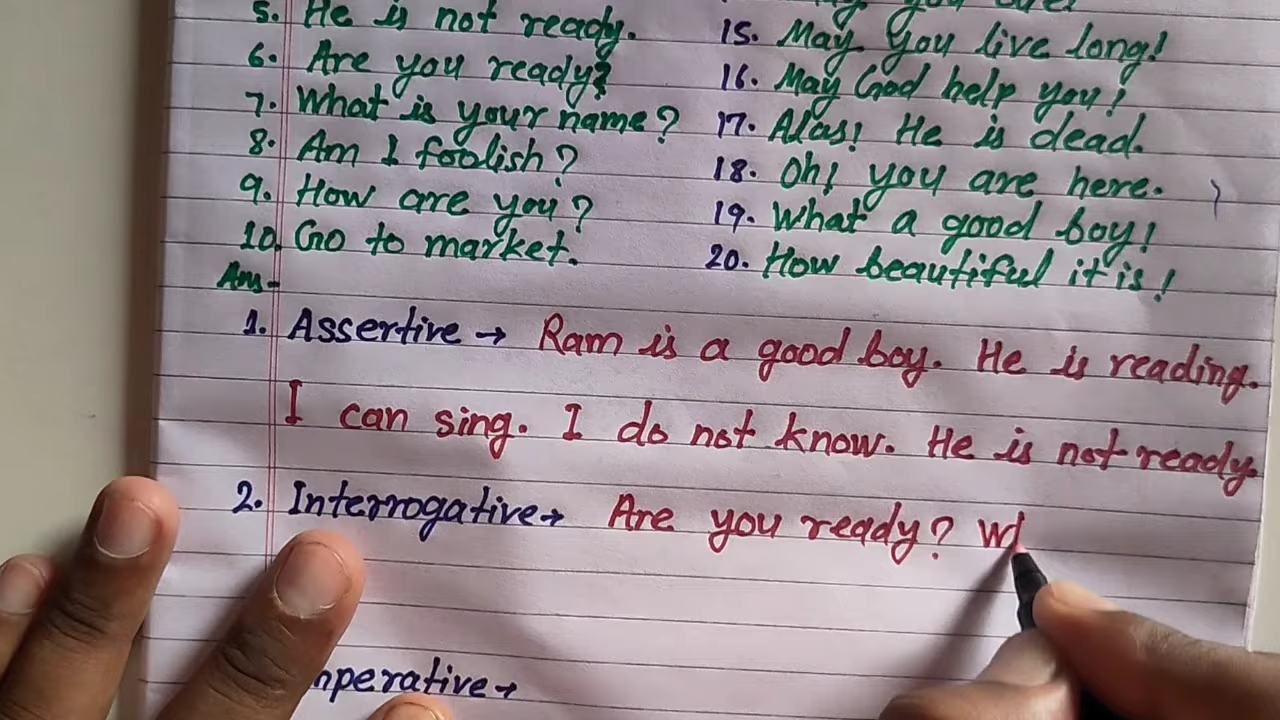 5. He is not ready.
6. Are you ready?
7. What is your name?
8. Am I foolish?
9. How are you?
10. Go to market.
15. May you live long!
16. May God help you!
17. Alas! He is dead.
18. Oh! you are here.
19. What a good boy!
20. How beautiful it is!
Ans-
1. Assertive → Ram is a good boy. He is reading.
I can sing. I do not know. He is not ready.
2. Interrogative → Are you ready? Wh
mperative →